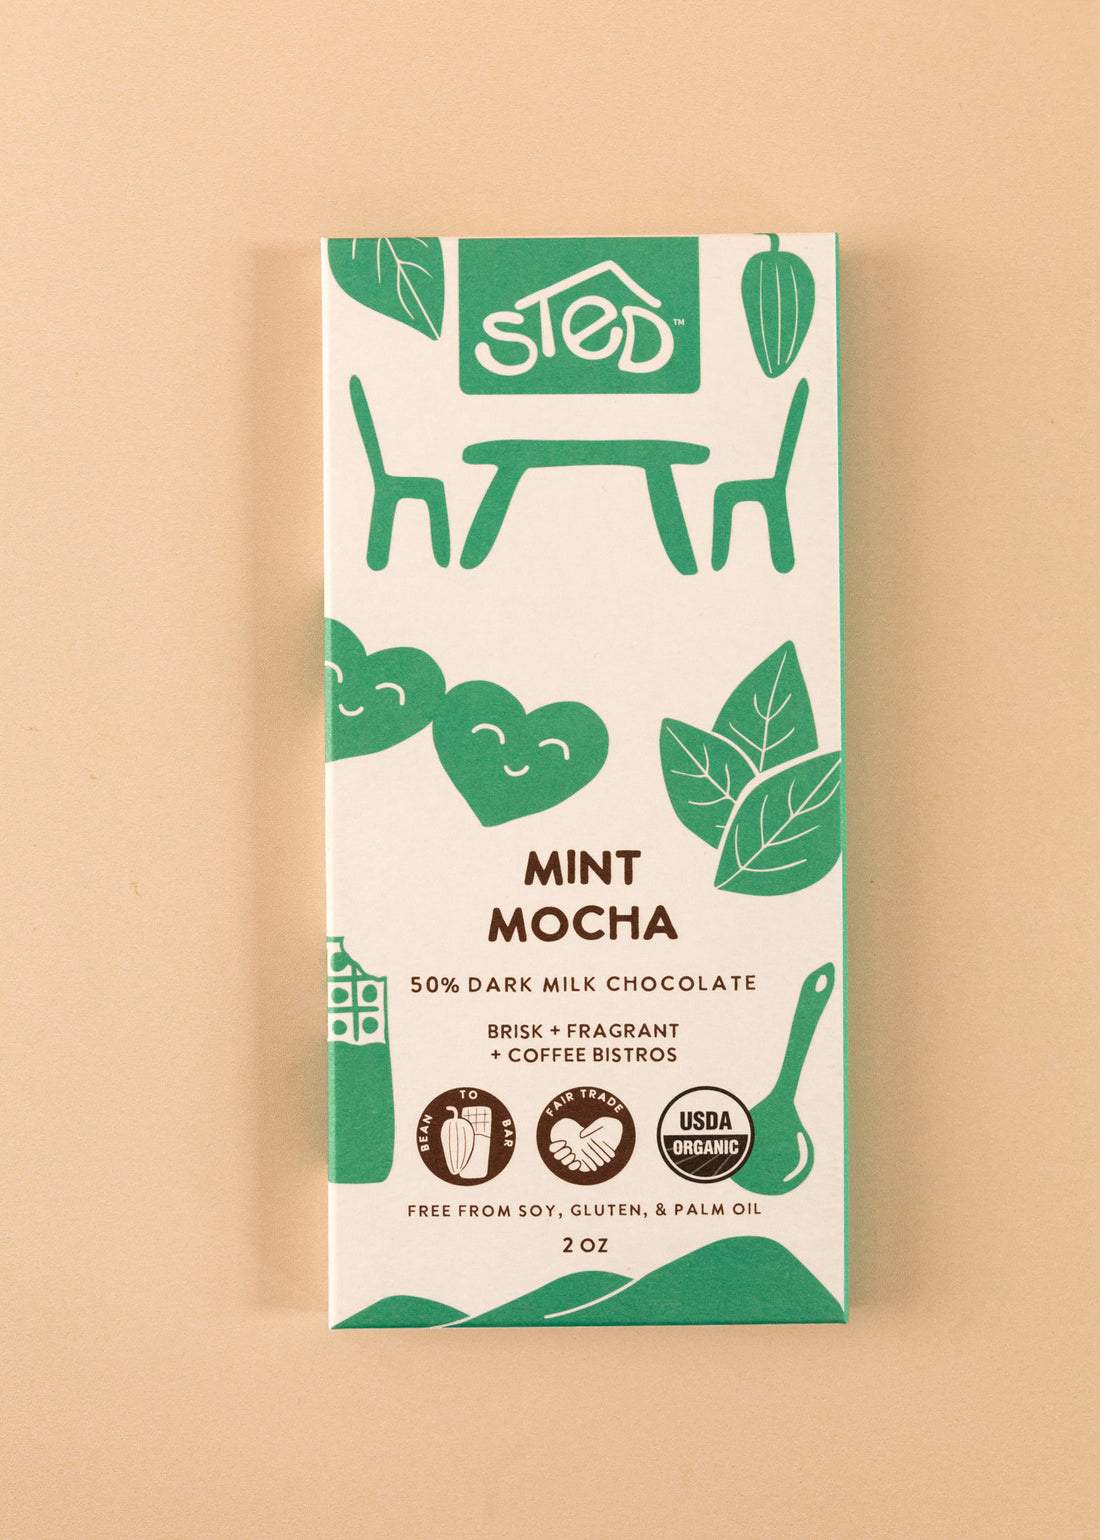 STeD™
MINT
MOCHA
50% DARK MILK CHOCOLATE
BRISK + FRAGRANT
+ COFFEE BISTROS
BEAN TO BAR
FAIR TRADE
USDA
ORGANIC
FREE FROM SOY, GLUTEN, & PALM OIL
2 OZ